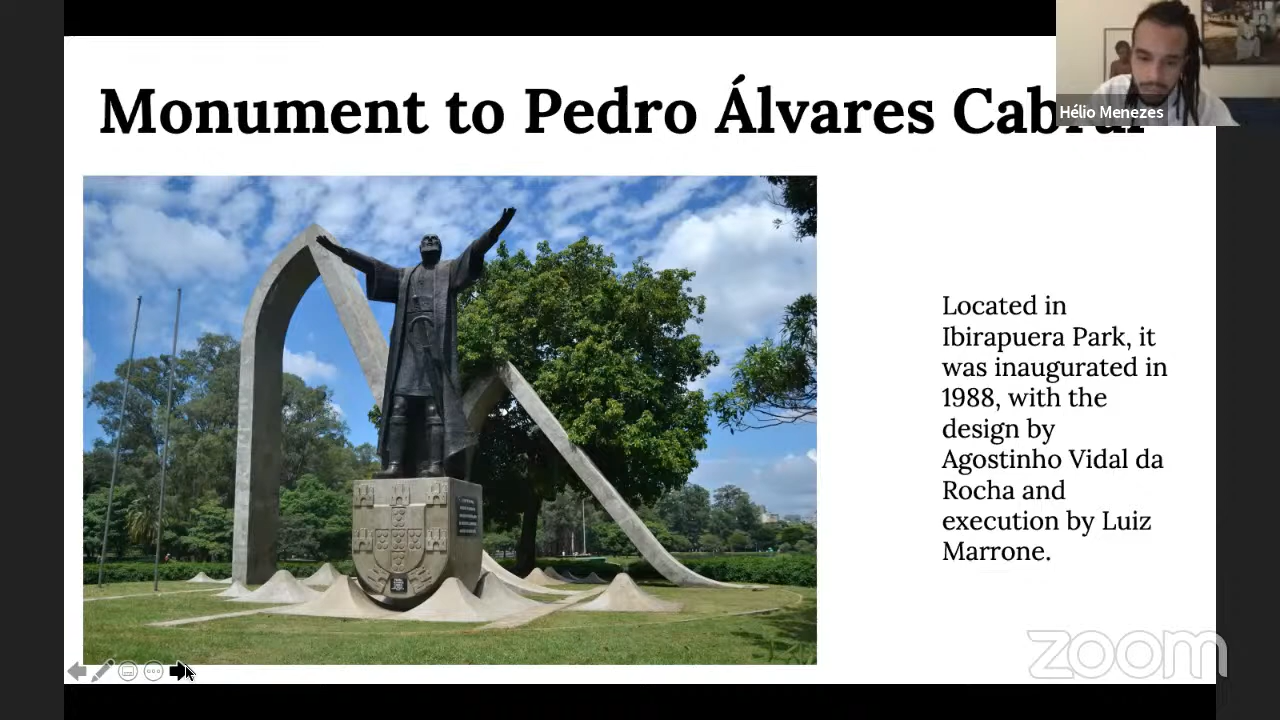 Monument to Pedro Álvares Cabral
Hélio Menezes
Located in
Ibirapuera Park, it
was inaugurated in
1988, with the
design by
Agostinho Vidal da
Rocha and
execution by Luiz
Marrone.
zoom